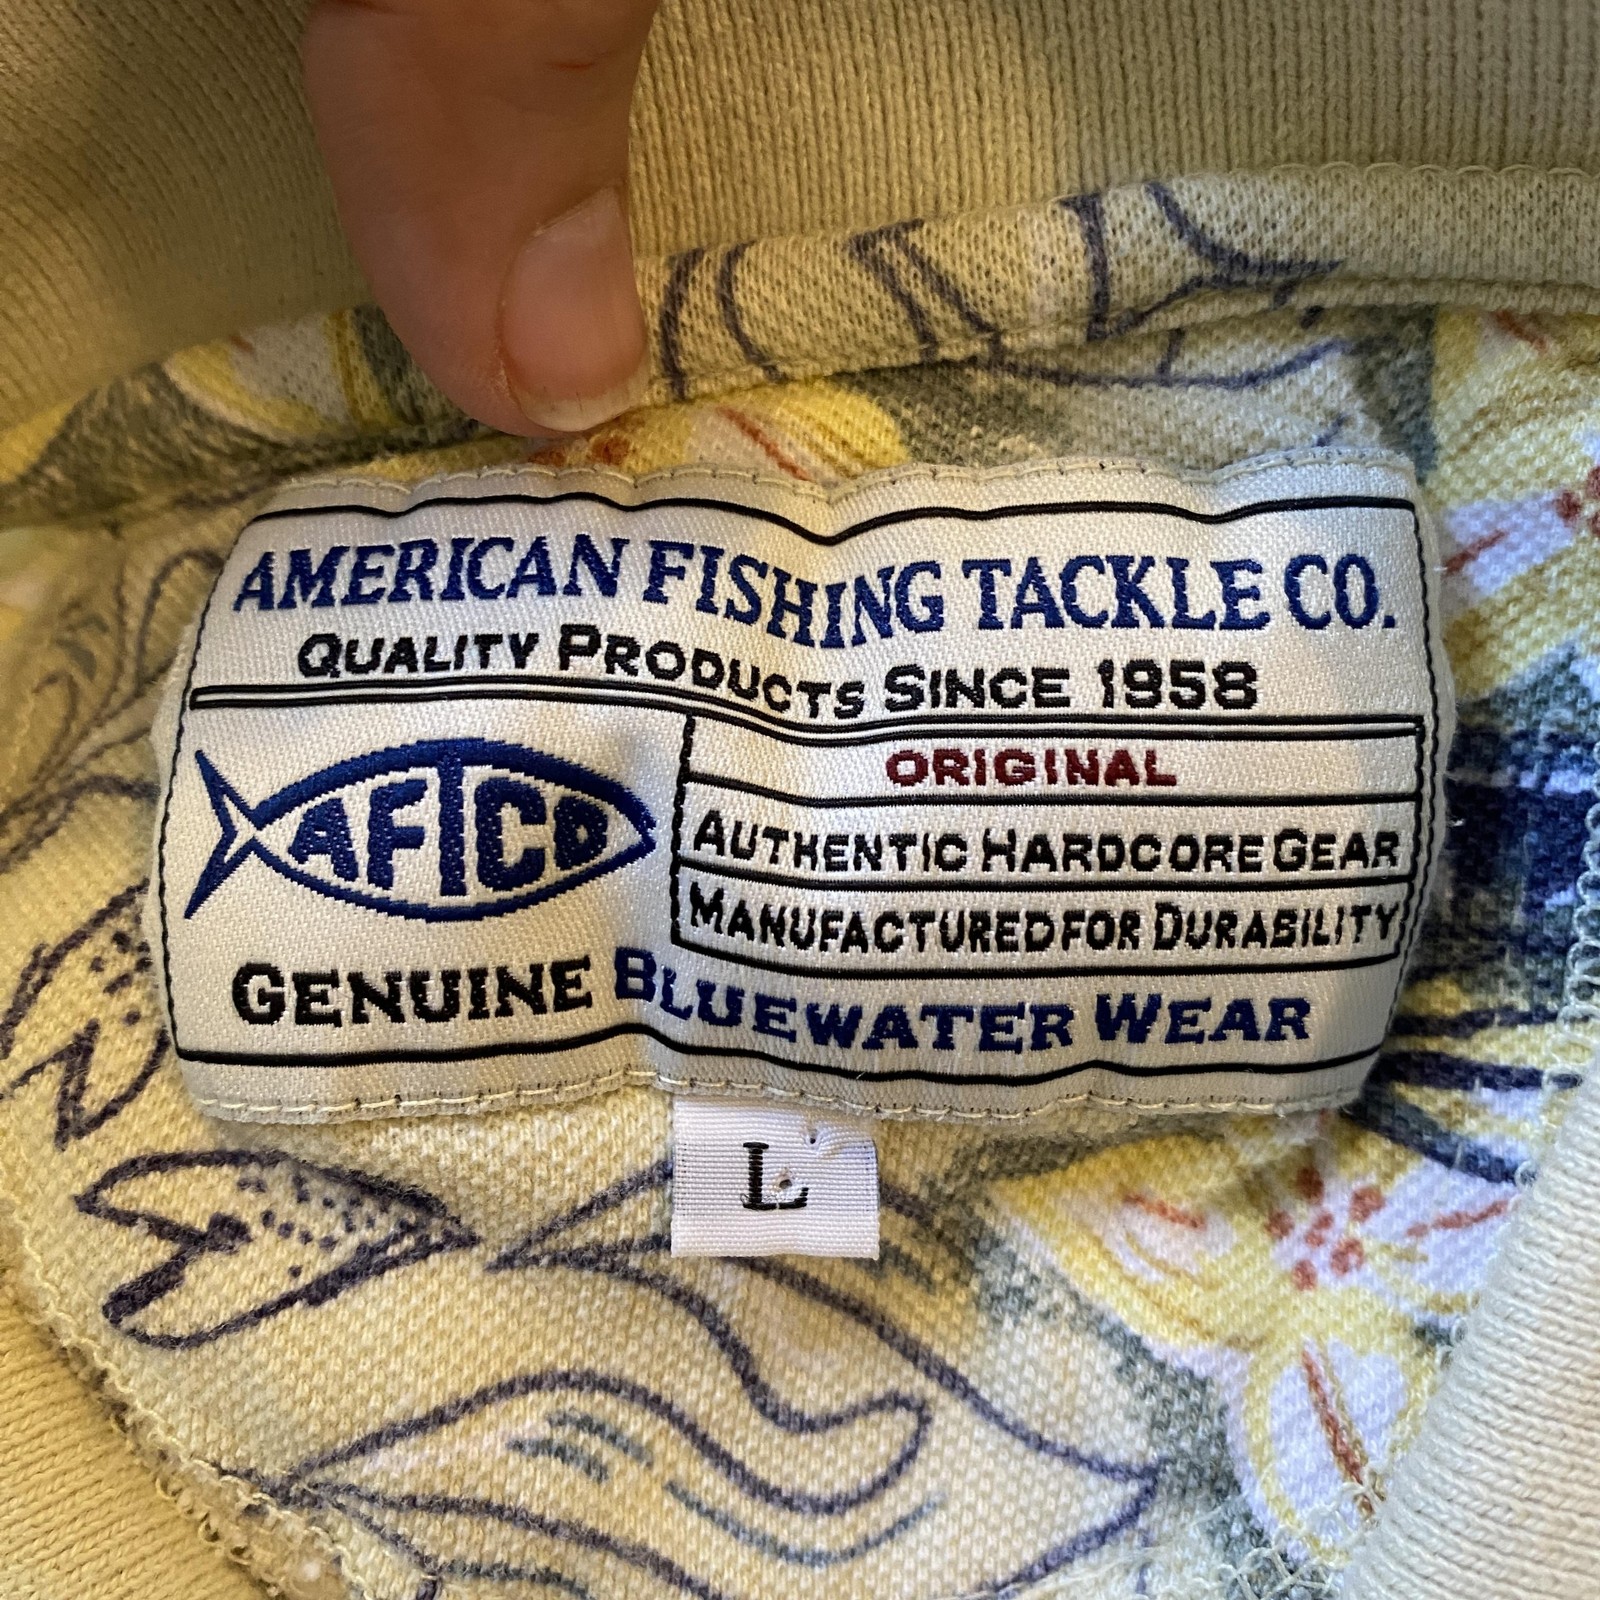 AMERICAN FISHING TACKLE CO.
QUALITY PRODUCTS SINCE 1958
AFTCO
ORIGINAL
AUTHENTIC HARDCORE GEAR
MANUFACTURED FOR DURABILITY
GENUINE BLUEWATER WEAR
L